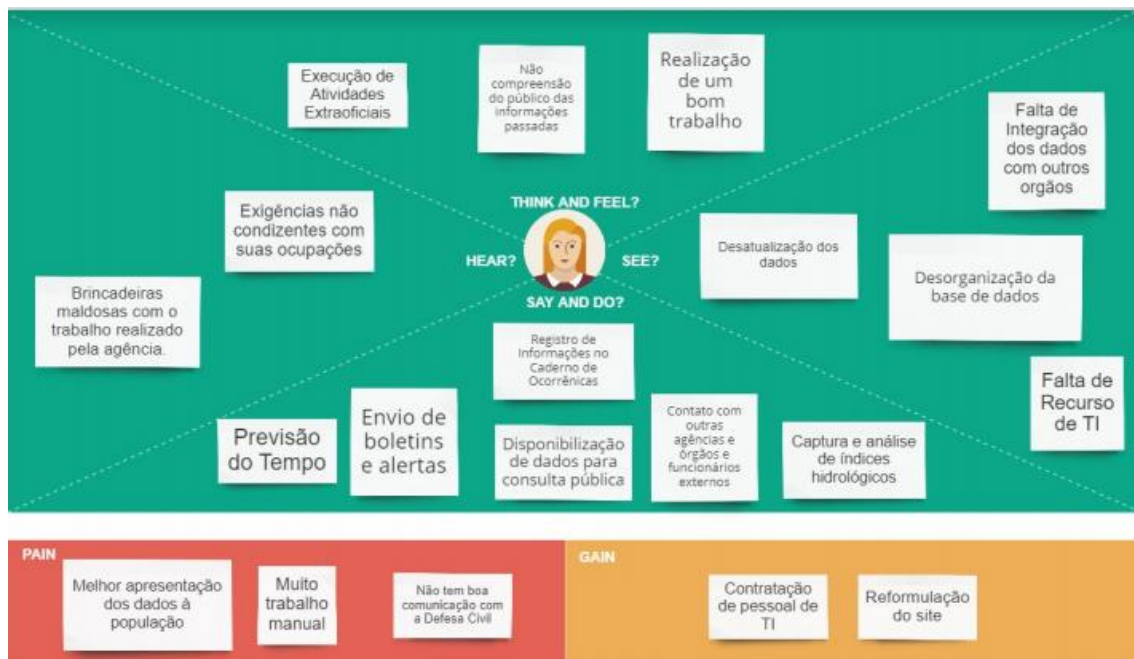 Execução de
Atividades
Extraoficiais
Não
compreensão
do público das
informações
passadas
Realização
de um
bom
trabalho
Falta de
Integração
dos dados
com outros
orgãos
THINK AND FEEL?
Exigências não
condizentes com
suas ocupações
HEAR?
SEE?
Desatualização dos
dados
Desorganização da
base de dados
Brincadeiras
maldosas com o
trabalho realizado
pela agência.
SAY AND DO?
Registro de
Informações no
Caderno de
Ocorrênicas
Falta de
Recurso
de TI
Previsão
do Tempo
Envio de
boletins
e alertas
Disponibilização
de dados para
consulta pública
Contato com
outras
agências e
órgãos e
funcionários
externos
Captura e análise
de índices
hidrológicos
PAIN
Melhor apresentação
dos dados à
população
Muito
trabalho
manual
Não tem boa
comunicação com
a Defesa Civil
GAIN
Contratação
de pessoal de
TI
Reformulação
do site